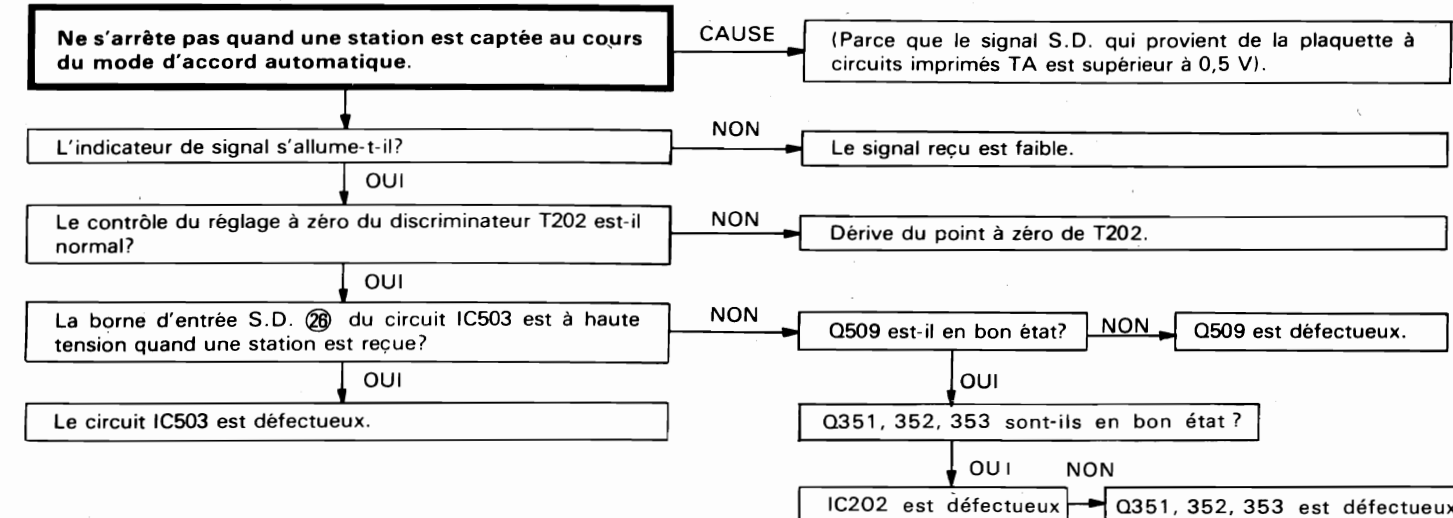 Ne s'arrête pas quand une station est captée au cours
du mode d'accord automatique.
CAUSE
(Parce que le signal S.D. qui provient de la plaquette à
circuits imprimés TA est supérieur à 0,5 V).
L'indicateur de signal s'allume-t-il?
NON
Le signal reçu est faible.
OUI
Le contrôle du réglage à zéro du discriminateur T202 est-il
normal?
NON
Dérive du point à zéro de T202.
OUI
La borne d'entrée S.D. ㉖ du circuit IC503 est à haute
tension quand une station est reçue?
NON
Q509 est-il en bon état?
NON
Q509 est défectueux.
OUI
Le circuit IC503 est défectueux.
OUI
Q351, 352, 353 sont-ils en bon état ?
OUI
NON
IC202 est défectueux
Q351, 352, 353 est défectueux